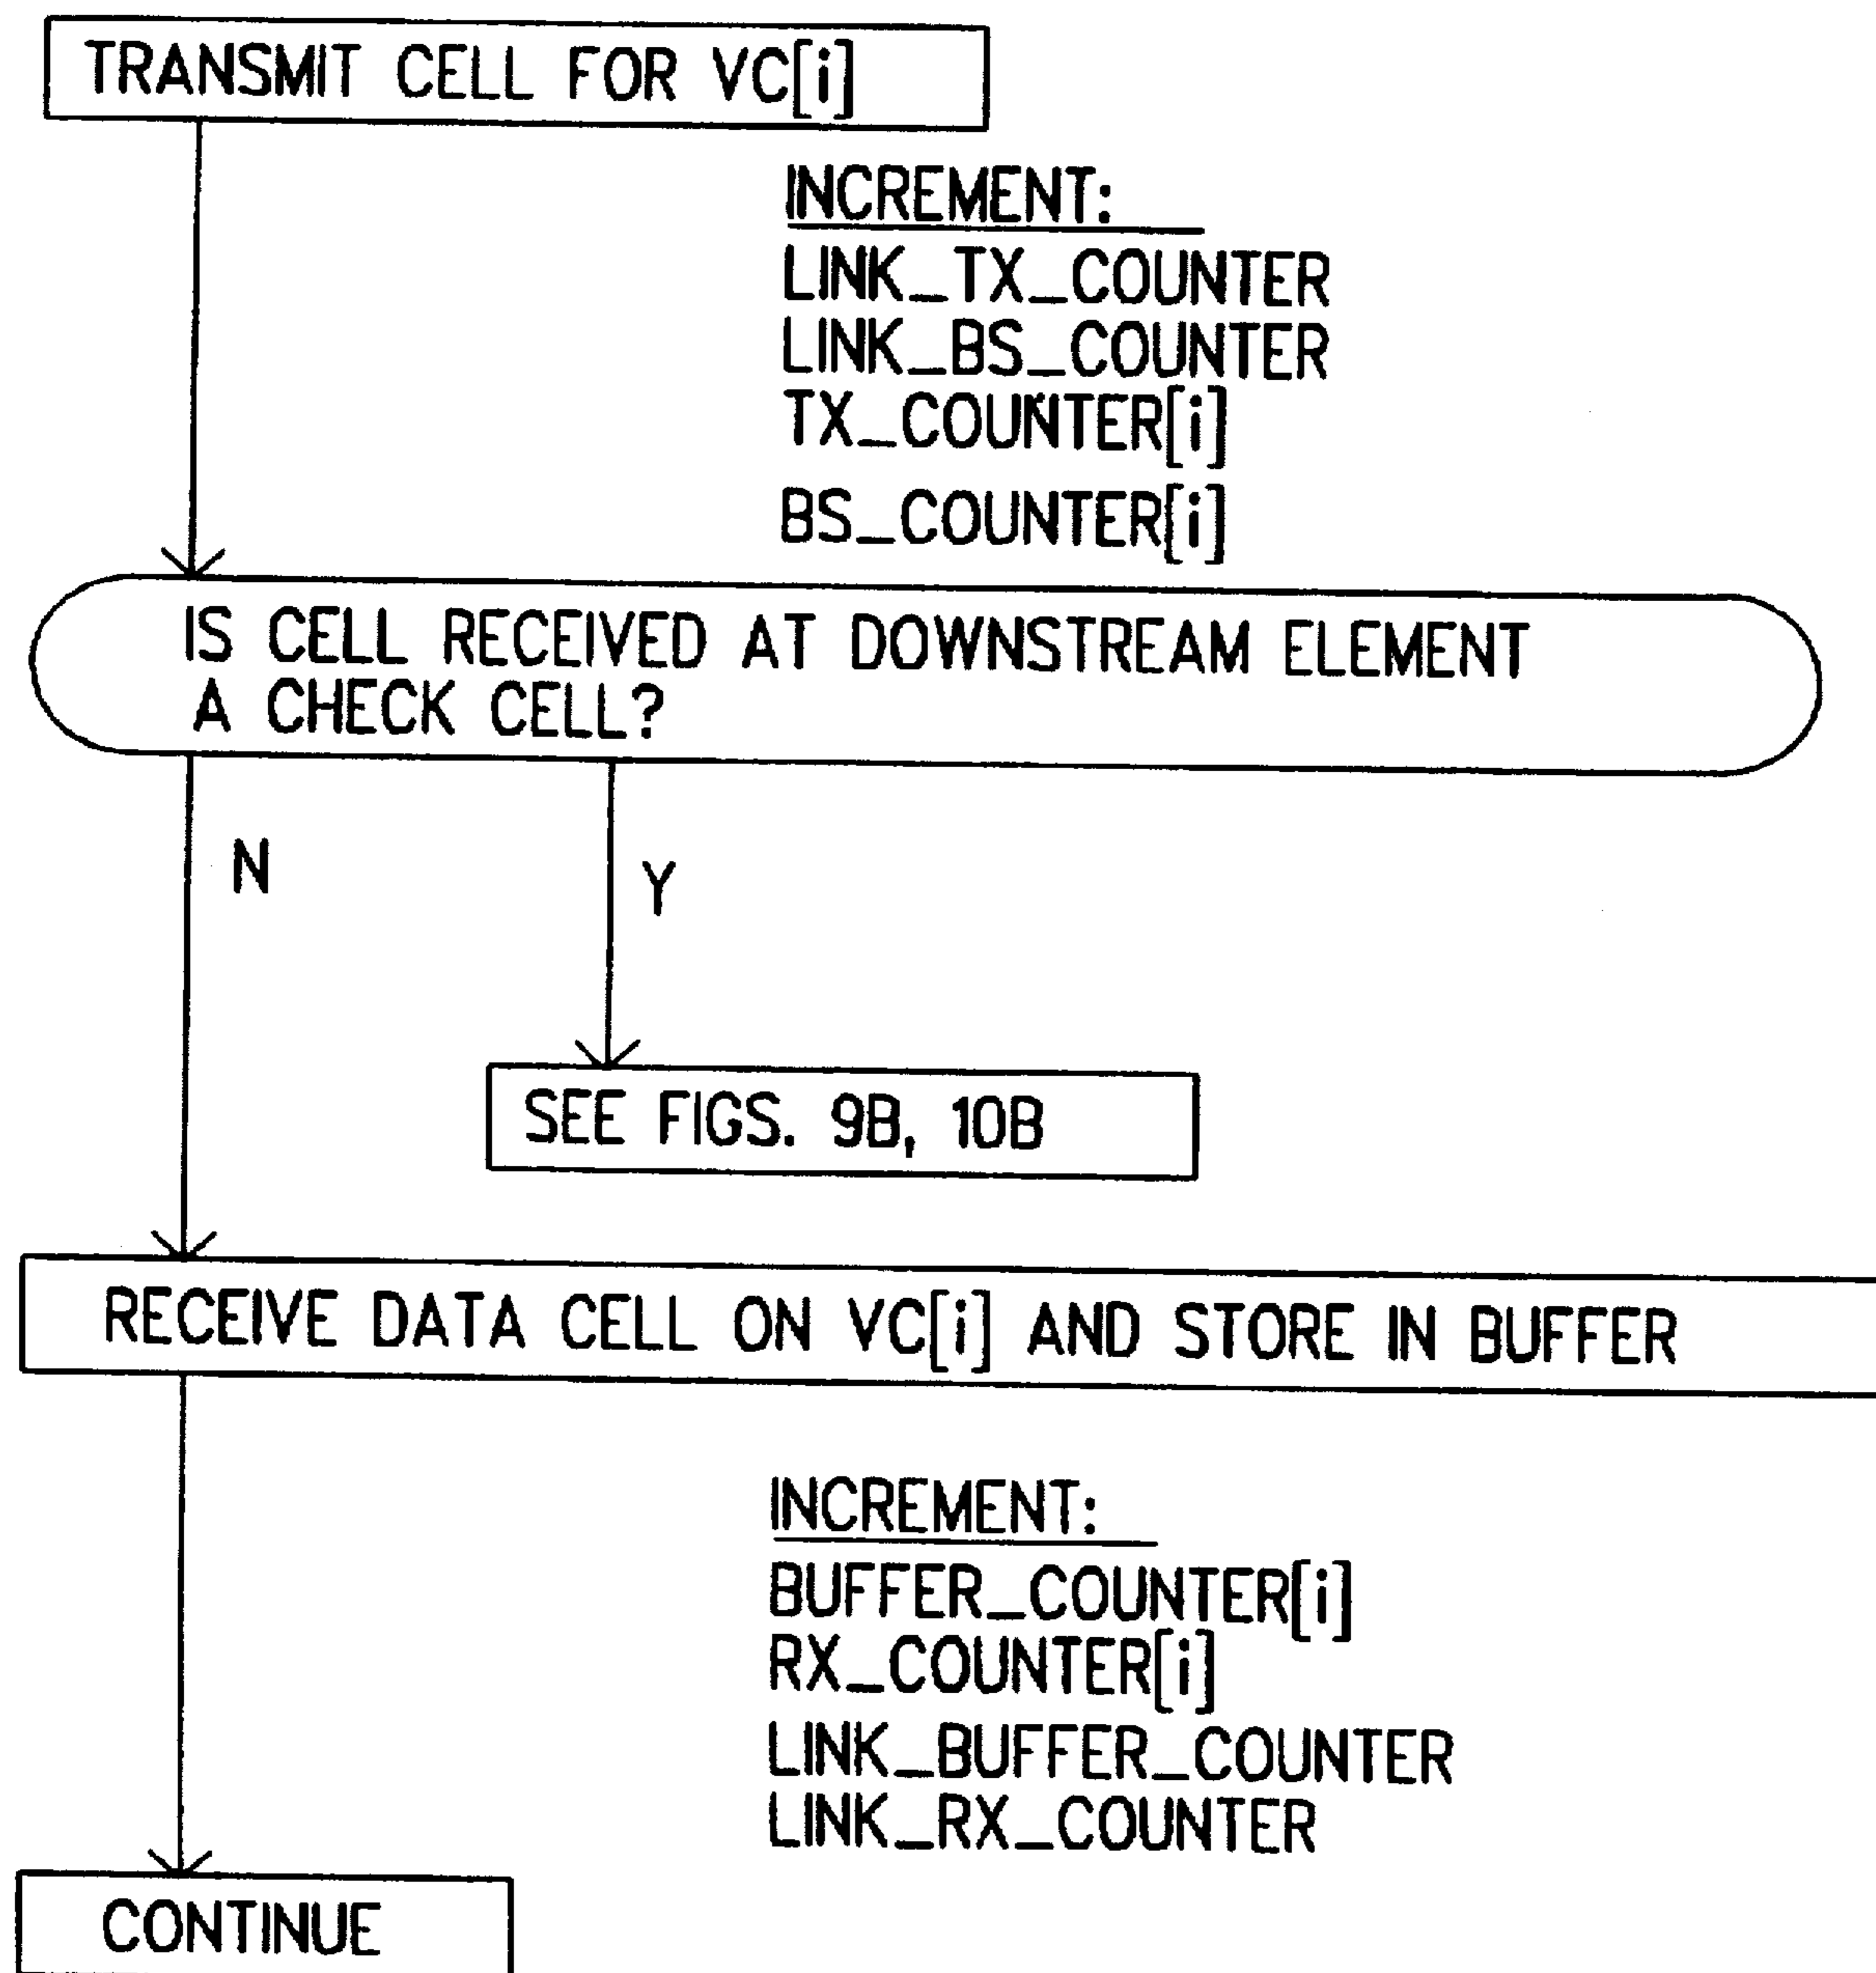 TRANSMIT CELL FOR VC[i]
INCREMENT:
LINK_TX_COUNTER
LINK_BS_COUNTER
TX_COUNTER[i]
BS_COUNTER[i]
IS CELL RECEIVED AT DOWNSTREAM ELEMENT
A CHECK CELL?
N
Y
SEE FIGS. 9B, 10B
RECEIVE DATA CELL ON VC[i] AND STORE IN BUFFER
INCREMENT:
BUFFER_COUNTER[i]
RX_COUNTER[i]
LINK_BUFFER_COUNTER
LINK_RX_COUNTER
CONTINUE